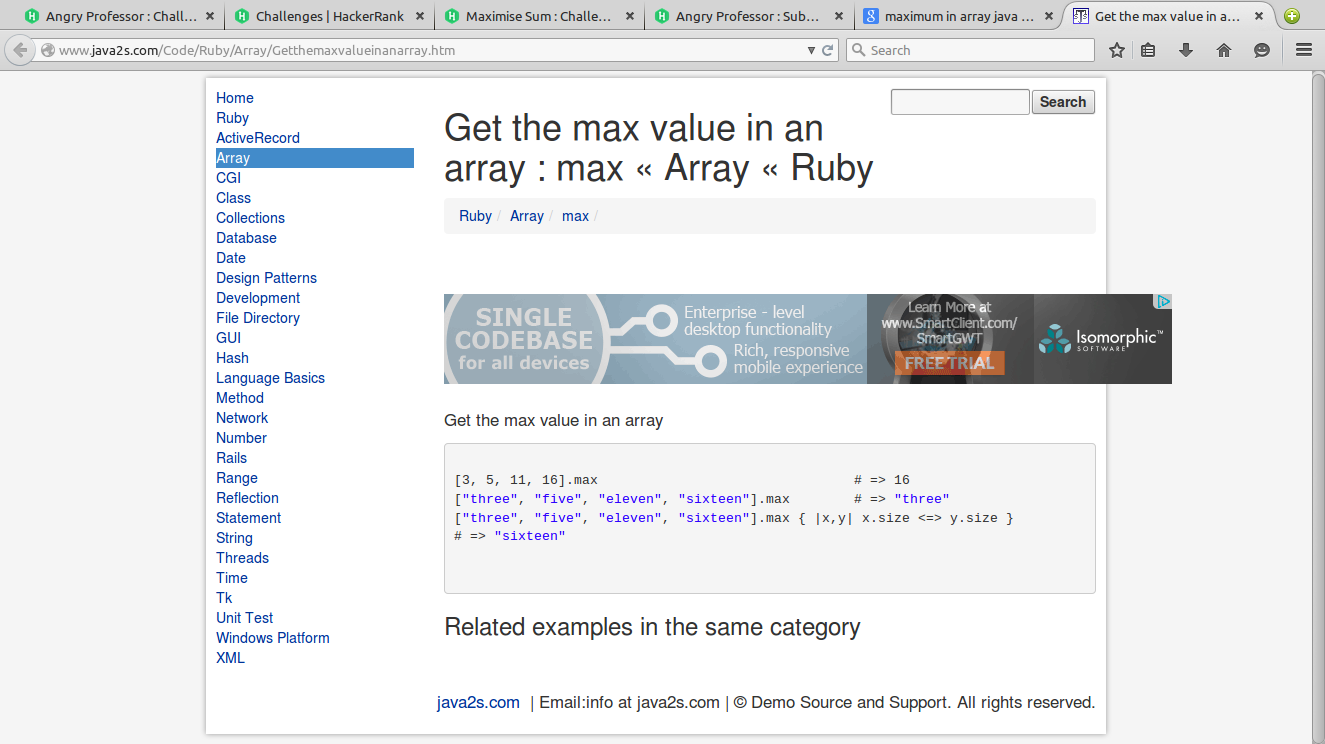 Angry Professor : Chall...
Challenges | HackerRank
Maximise Sum : Challe...
Angry Professor : Sub...
maximum in array java ...
Get the max value in a...
www.java2s.com/Code/Ruby/Array/Getthemaxvalueinanarray.htm
Search
Home
Ruby
ActiveRecord
Array
CGI
Class
Collections
Database
Date
Design Patterns
Development
File Directory
GUI
Hash
Language Basics
Method
Network
Number
Rails
Range
Reflection
Statement
String
Threads
Time
Tk
Unit Test
Windows Platform
XML
Search
Get the max value in an
array : max « Array « Ruby
Ruby / Array / max /
SINGLE
CODEBASE
for all devices
Enterprise - level
desktop functionality
Rich, responsive
mobile experience
Learn More at
www.SmartClient.com/
SmartGWT
FREE TRIAL
Isomorphic™
SOFTWARE
Get the max value in an array
[3, 5, 11, 16].max # => 16
["three", "five", "eleven", "sixteen"].max # => "three"
["three", "five", "eleven", "sixteen"].max { |x,y| x.size <=> y.size }
# => "sixteen"
Related examples in the same category
java2s.com | Email:info at java2s.com | © Demo Source and Support. All rights reserved.